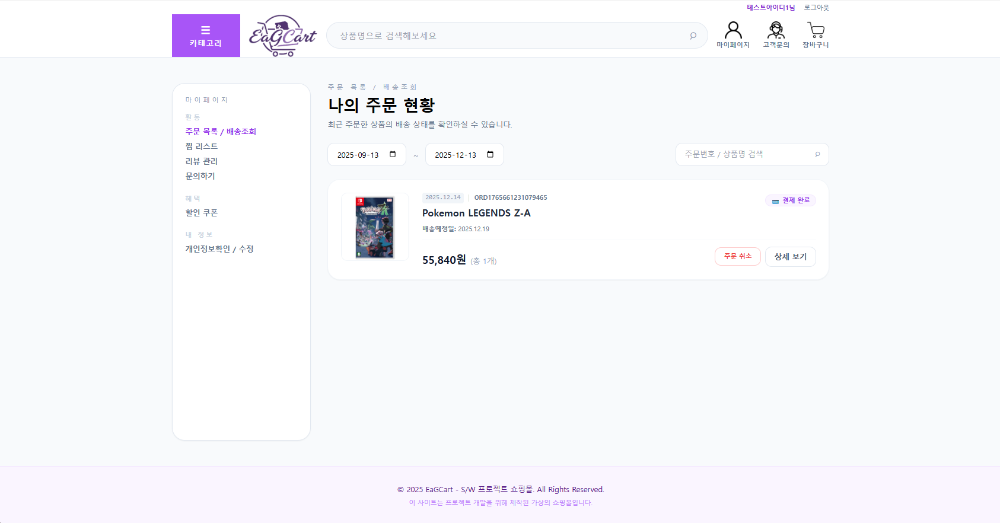 테스트아이디1님 로그아웃
☰
카테고리
EaGCart
상품명으로 검색해보세요
마이페이지 고객문의 장바구니
마이페이지
활동
주문 목록 / 배송조회
찜 리스트
리뷰 관리
문의하기
혜택
할인 쿠폰
내 정보
개인정보확인 / 수정
주문 목록 / 배송조회
나의 주문 현황
최근 주문한 상품의 배송 상태를 확인하실 수 있습니다.
2025-09-13 ~ 2025-12-13
주문번호 / 상품명 검색
2025.12.14 | ORD1765661231079465
결제 완료
Pokemon LEGENDS Z-A
배송예정일: 2025.12.19
55,840원 (총 1개)
주문 취소 상세 보기
© 2025 EaGCart - S/W 프로젝트 쇼핑몰. All Rights Reserved.
이 사이트는 프로젝트 개발을 위해 제작된 가상의 쇼핑몰입니다.